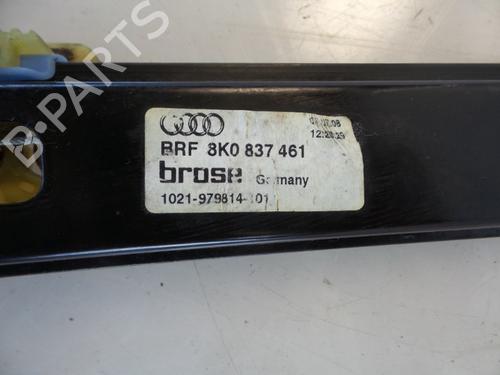 BRF 8K0 837 461
brose Germany
1021-979814-101
B-PARTS